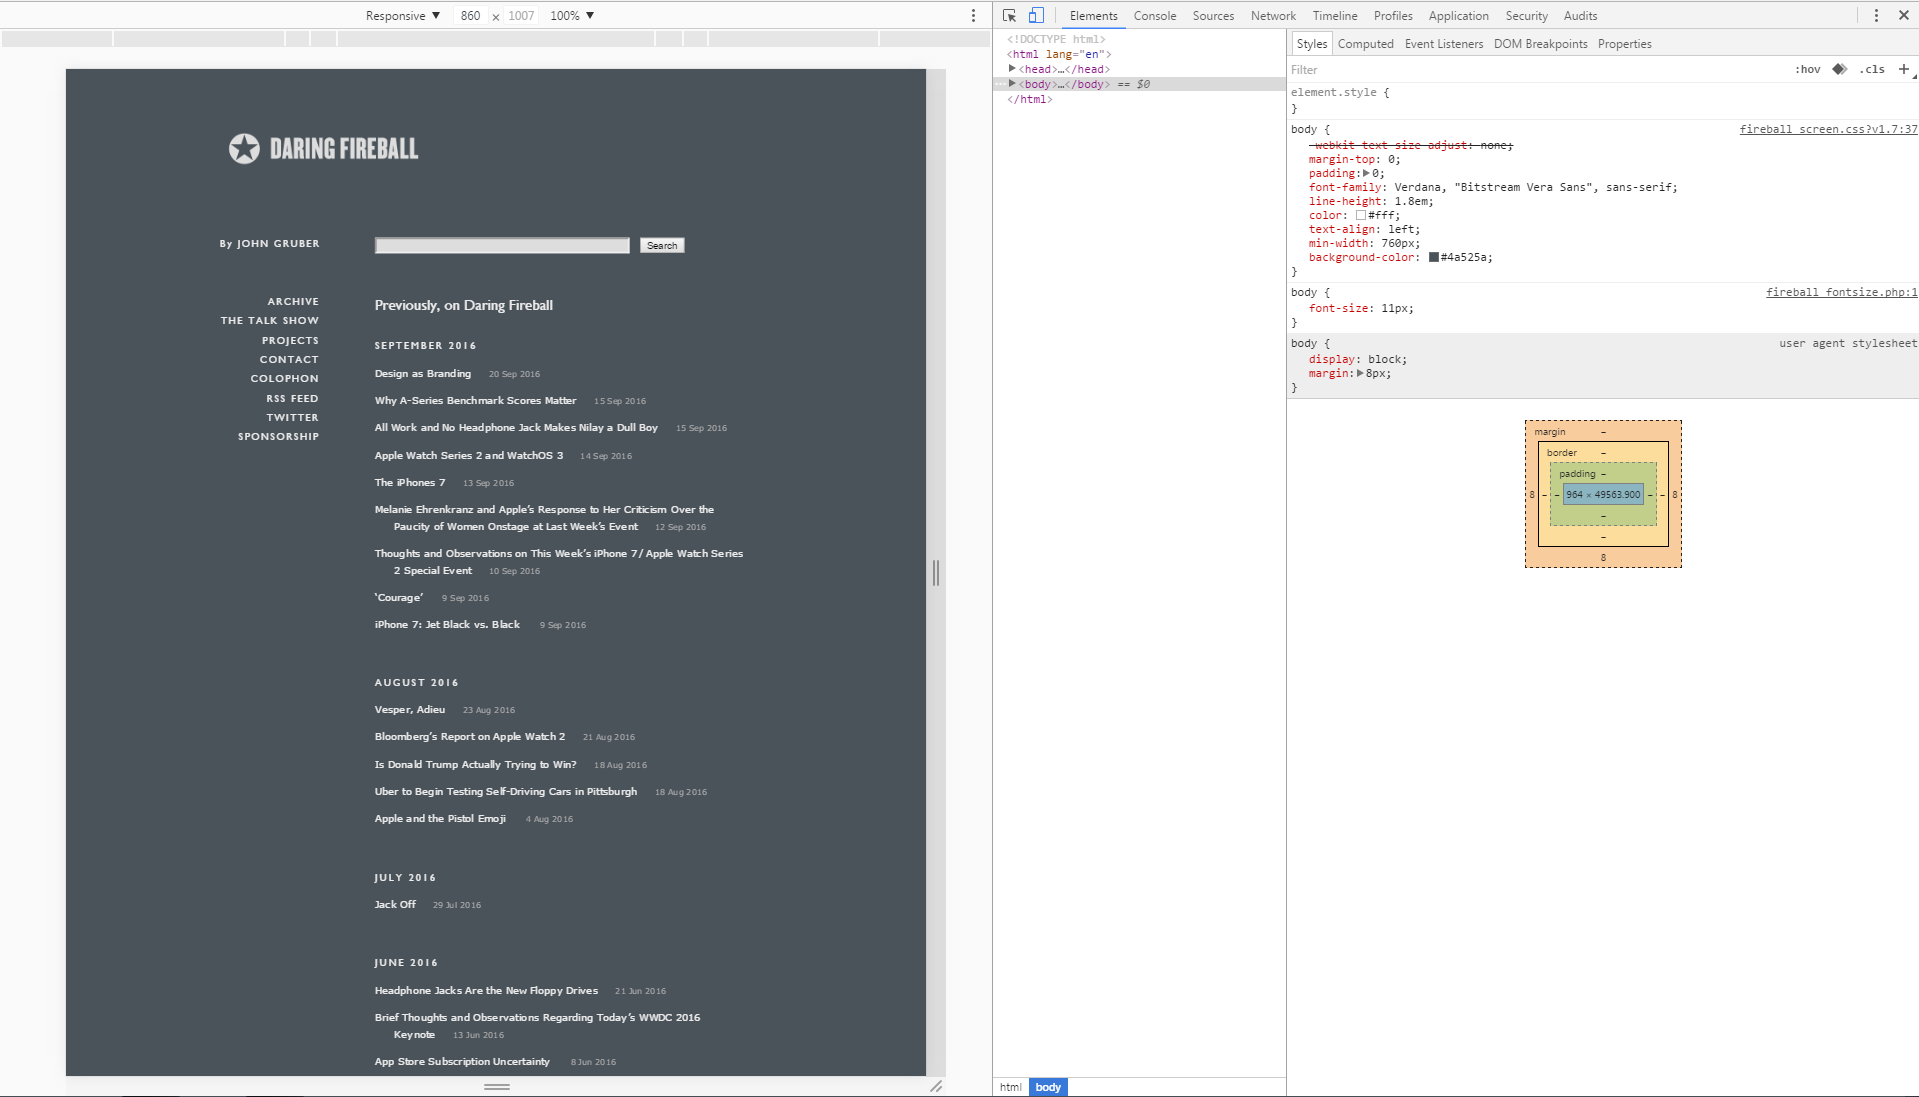 Responsive ▼ 860 × 1007 100% ▼
Elements Console Sources Network Timeline Profiles Application Security Audits
DARING FIREBALL
By JOHN GRUBER
Search
ARCHIVE
THE TALK SHOW
PROJECTS
CONTACT
COLOPHON
RSS FEED
TWITTER
SPONSORSHIP
Previously, on Daring Fireball
SEPTEMBER 2016
Design as Branding 20 Sep 2016
Why A-Series Benchmark Scores Matter 15 Sep 2016
All Work and No Headphone Jack Makes Nilay a Dull Boy 15 Sep 2016
Apple Watch Series 2 and WatchOS 3 14 Sep 2016
The iPhones 7 13 Sep 2016
Melanie Ehrenkranz and Apple’s Response to Her Criticism Over the
Paucity of Women Onstage at Last Week’s Event 12 Sep 2016
Thoughts and Observations on This Week’s iPhone 7 / Apple Watch Series
2 Special Event 10 Sep 2016
‘Courage’ 9 Sep 2016
iPhone 7: Jet Black vs. Black 9 Sep 2016
AUGUST 2016
Vesper, Adieu 23 Aug 2016
Bloomberg’s Report on Apple Watch 2 21 Aug 2016
Is Donald Trump Actually Trying to Win? 18 Aug 2016
Uber to Begin Testing Self-Driving Cars in Pittsburgh 18 Aug 2016
Apple and the Pistol Emoji 4 Aug 2016
JULY 2016
Jack Off 29 Jul 2016
JUNE 2016
Headphone Jacks Are the New Floppy Drives 21 Jun 2016
Brief Thoughts and Observations Regarding Today’s WWDC 2016
Keynote 13 Jun 2016
App Store Subscription Uncertainty 8 Jun 2016
<!DOCTYPE html>
<html lang="en">
▶<head>…</head>
▶<body>…</body> == $0
</html>
html body
Styles Computed Event Listeners DOM Breakpoints Properties
Filter :hov .cls +
element.style {
}
body { fireball_screen.css?v1.7:37
-webkit-text-size-adjust: none;
margin-top: 0;
padding:▶0;
font-family: Verdana, "Bitstream Vera Sans", sans-serif;
line-height: 1.8em;
color: #fff;
text-align: left;
min-width: 760px;
background-color: #4a525a;
}
body { fireball_fontsize.php:1
font-size: 11px;
}
body { user agent stylesheet
display: block;
margin:▶8px;
}
margin –
border –
padding –
8 – – 964 × 49563.900 – – 8
–
–
8